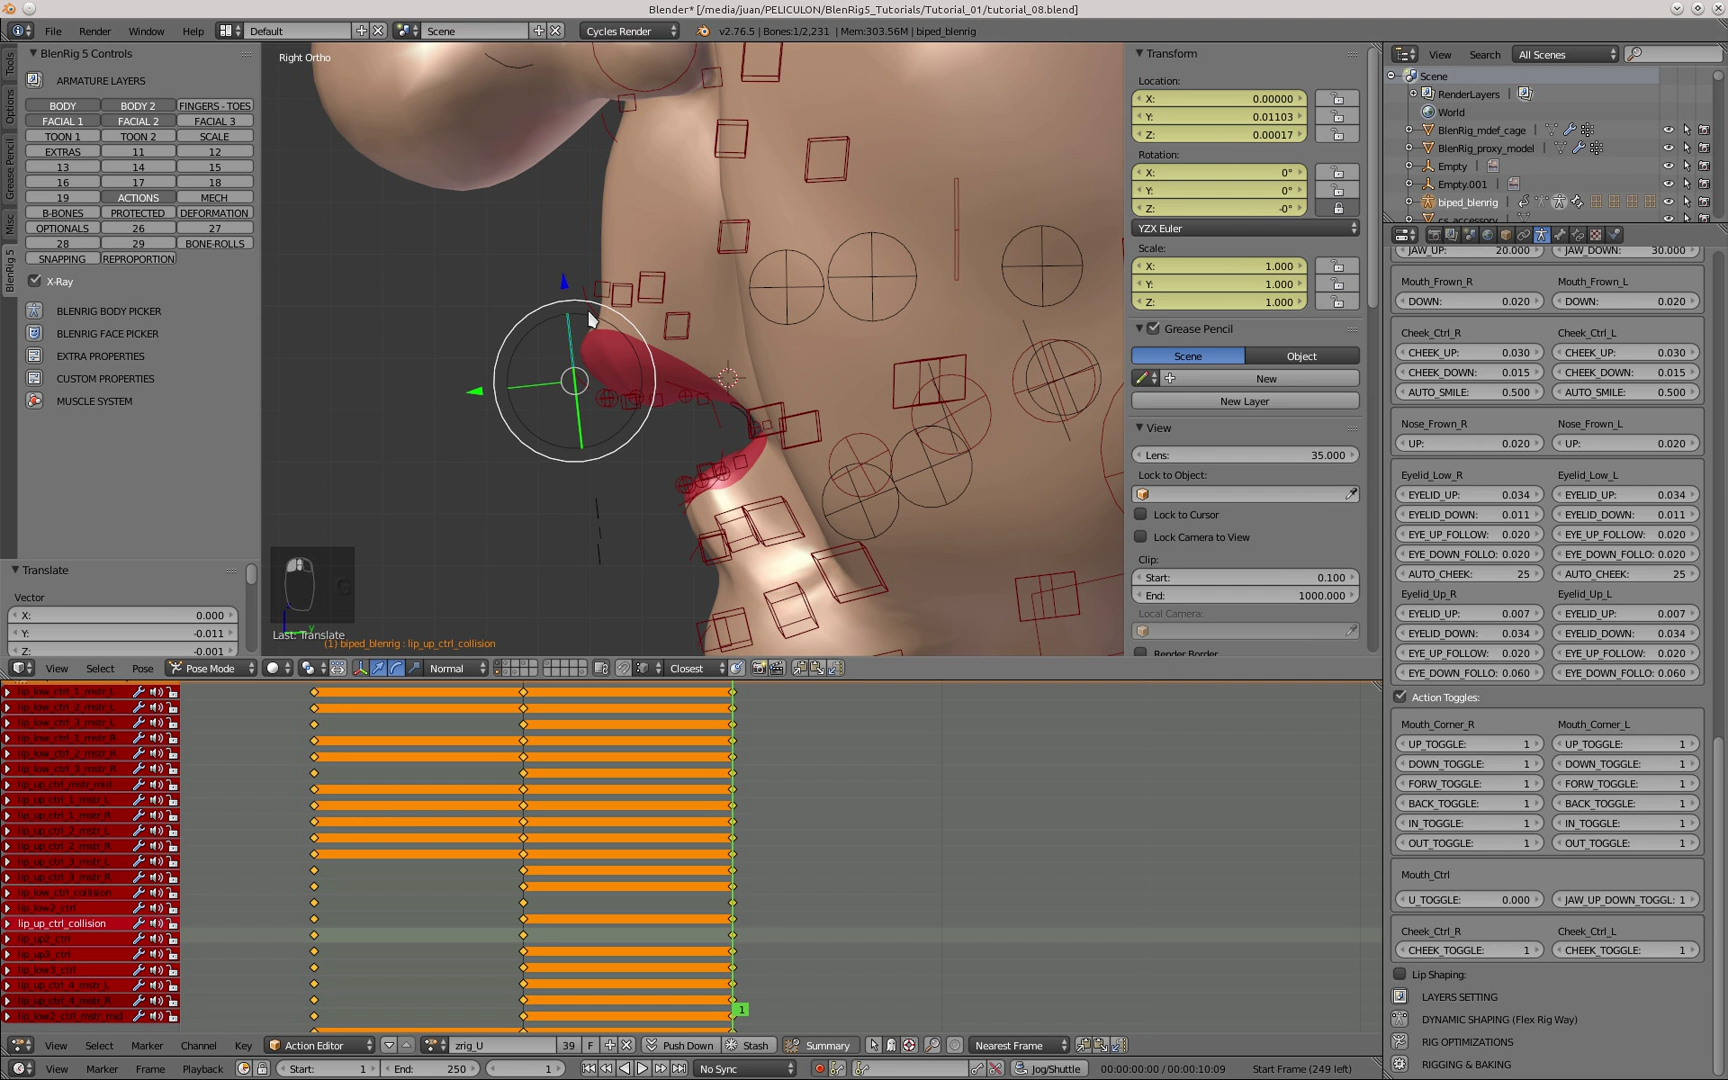 Blender* [/media/juan/PELICULON/BlenRig5_Tutorials/Tutorial_01/tutorial_08.blend]
File Render Window Help Default Scene Cycles Render v2.76.5 | Bones:1/2,231 | Mem:303.56M | biped_blenrig
View Search All Scenes
Tools
Options
Grease Pencil
Misc
BlenRig 5
BlenRig 5 Controls
ARMATURE LAYERS
BODY BODY 2 FINGERS - TOES
FACIAL 1 FACIAL 2 FACIAL 3
TOON 1 TOON 2 SCALE
EXTRAS 11 12
13 14 15
16 17 18
19 ACTIONS MECH
B-BONES PROTECTED DEFORMATION
OPTIONALS 26 27
28 29 BONE-ROLLS
SNAPPING REPROPORTION
X-Ray
BLENRIG BODY PICKER
BLENRIG FACE PICKER
EXTRA PROPERTIES
CUSTOM PROPERTIES
MUSCLE SYSTEM
Translate
Vector
X: 0.000
Y: -0.011
Z: -0.001
Right Ortho
G
Last: Translate
(1) biped_blenrig : lip_up_ctrl_collision
y
Transform
Location:
X: 0.00000
Y: 0.01103
Z: 0.00017
Rotation:
X: 0°
Y: 0°
Z: -0°
YZX Euler
Scale:
X: 1.000
Y: 1.000
Z: 1.000
Grease Pencil
Scene Object
New
New Layer
View
Lens: 35.000
Lock to Object:
Lock to Cursor
Lock Camera to View
Clip:
Start: 0.100
End: 1000.000
Local Camera:
Render Border
Scene
RenderLayers
World
BlenRig_mdef_cage
BlenRig_proxy_model
Empty
Empty.001
biped_blenrig
cs_accessory
JAW_UP: 20.000 JAW_DOWN: 30.000
Mouth_Frown_R Mouth_Frown_L
DOWN: 0.020 DOWN: 0.020
Cheek_Ctrl_R Cheek_Ctrl_L
CHEEK_UP: 0.030 CHEEK_UP: 0.030
CHEEK_DOWN: 0.015 CHEEK_DOWN: 0.015
AUTO_SMILE: 0.500 AUTO_SMILE: 0.500
Nose_Frown_R Nose_Frown_L
UP: 0.020 UP: 0.020
Eyelid_Low_R Eyelid_Low_L
EYELID_UP: 0.034 EYELID_UP: 0.034
EYELID_DOWN: 0.011 EYELID_DOWN: 0.011
EYE_UP_FOLLOW: 0.020 EYE_UP_FOLLOW: 0.020
EYE_DOWN_FOLLO: 0.020 EYE_DOWN_FOLLO: 0.020
AUTO_CHEEK: 25 AUTO_CHEEK: 25
Eyelid_Up_R Eyelid_Up_L
EYELID_UP: 0.007 EYELID_UP: 0.007
EYELID_DOWN: 0.034 EYELID_DOWN: 0.034
EYE_UP_FOLLOW: 0.020 EYE_UP_FOLLOW: 0.020
EYE_DOWN_FOLLO: 0.060 EYE_DOWN_FOLLO: 0.060
Action Toggles:
Mouth_Corner_R Mouth_Corner_L
UP_TOGGLE: 1 UP_TOGGLE: 1
DOWN_TOGGLE: 1 DOWN_TOGGLE: 1
FORW_TOGGLE: 1 FORW_TOGGLE: 1
BACK_TOGGLE: 1 BACK_TOGGLE: 1
IN_TOGGLE: 1 IN_TOGGLE: 1
OUT_TOGGLE: 1 OUT_TOGGLE: 1
Mouth_Ctrl
U_TOGGLE: 0.000 JAW_UP_DOWN_TOGGL: 1
Cheek_Ctrl_R Cheek_Ctrl_L
CHEEK_TOGGLE: 1 CHEEK_TOGGLE: 1
Lip Shaping:
LAYERS SETTING
DYNAMIC SHAPING (Flex Rig Way)
RIG OPTIMIZATIONS
RIGGING & BAKING
View Select Pose Pose Mode Normal Closest
lip_low_ctrl_1_mstr_L
lip_low_ctrl_2_mstr_L
lip_low_ctrl_3_mstr_L
lip_low_ctrl_1_mstr_R
lip_low_ctrl_2_mstr_R
lip_low_ctrl_3_mstr_R
lip_up_ctrl_mstr_mid
lip_up_ctrl_1_mstr_L
lip_up_ctrl_1_mstr_R
lip_up_ctrl_2_mstr_L
lip_up_ctrl_2_mstr_R
lip_up_ctrl_3_mstr_L
lip_up_ctrl_3_mstr_R
lip_low_ctrl_collision
lip_low2_ctrl
lip_up_ctrl_collision
lip_up2_ctrl
lip_up3_ctrl
lip_low3_ctrl
lip_up_ctrl_4_mstr_L
lip_up_ctrl_4_mstr_R
lip_low2_ctrl_mstr_mid
1
View Select Marker Channel Key Action Editor zrig_U 39 F Push Down Stash Summary Nearest Frame
View Marker Frame Playback Start: 1 End: 250 1 No Sync Jog/Shuttle 00:00:00:00 / 00:00:10:09 Start Frame (249 left)